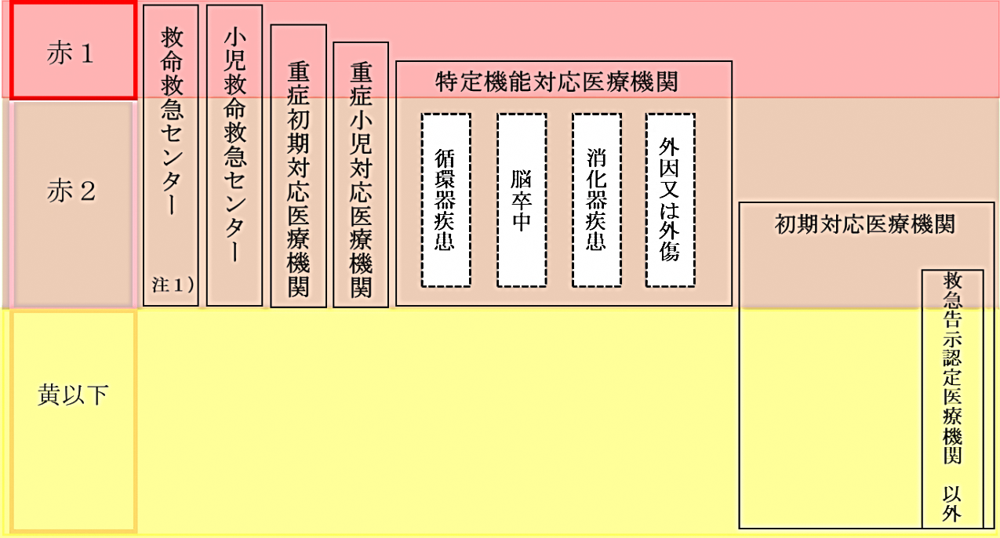 赤１
赤２
黄以下
救命救急センター
注１）
小児救命救急センター
重症初期対応医療機関
重症小児対応医療機関
特定機能対応医療機関
循環器疾患
脳卒中
消化器疾患
外因又は外傷
初期対応医療機関
救急告示認定医療機関　以外